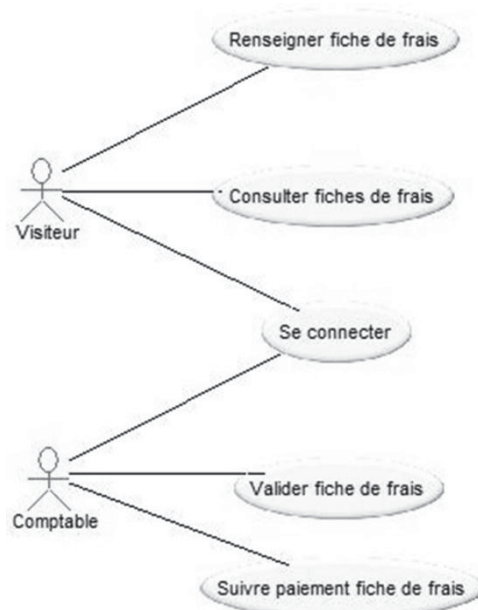 Renseigner fiche de frais
Consulter fiches de frais
Visiteur
Se connecter
Valider fiche de frais
Comptable
Suivre paiement fiche de frais